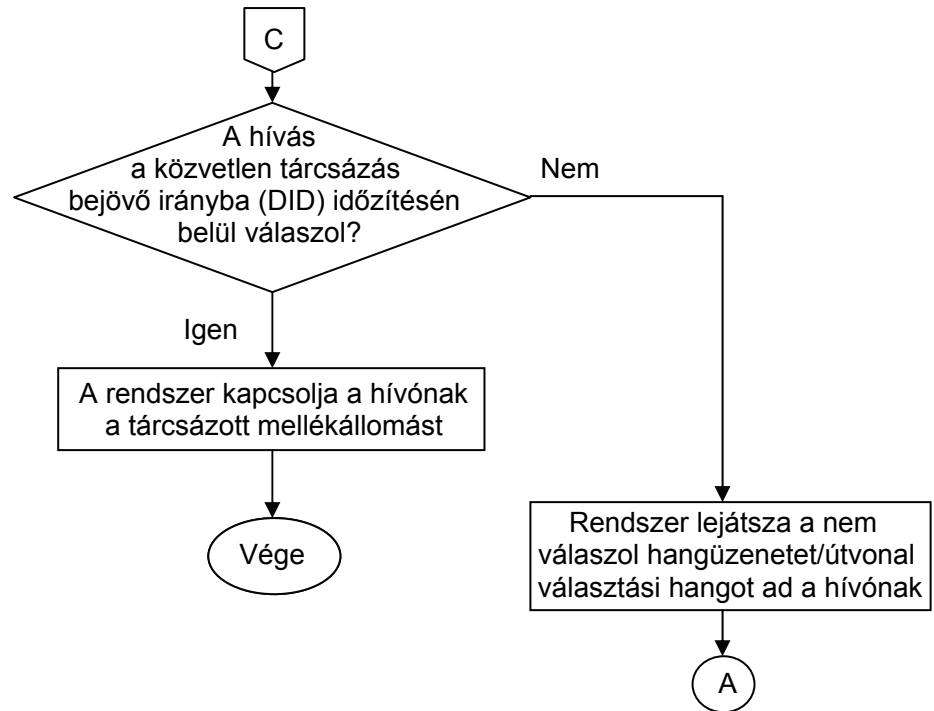 C
A hívás
a közvetlen tárcsázás
bejövő irányba (DID) időzítésén
belül válaszol?
Nem
Igen
A rendszer kapcsolja a hívónak
a tárcsázott mellékállomást
Vége
Rendszer lejátsza a nem
válaszol hangüzenetet/útvonal
választási hangot ad a hívónak
A